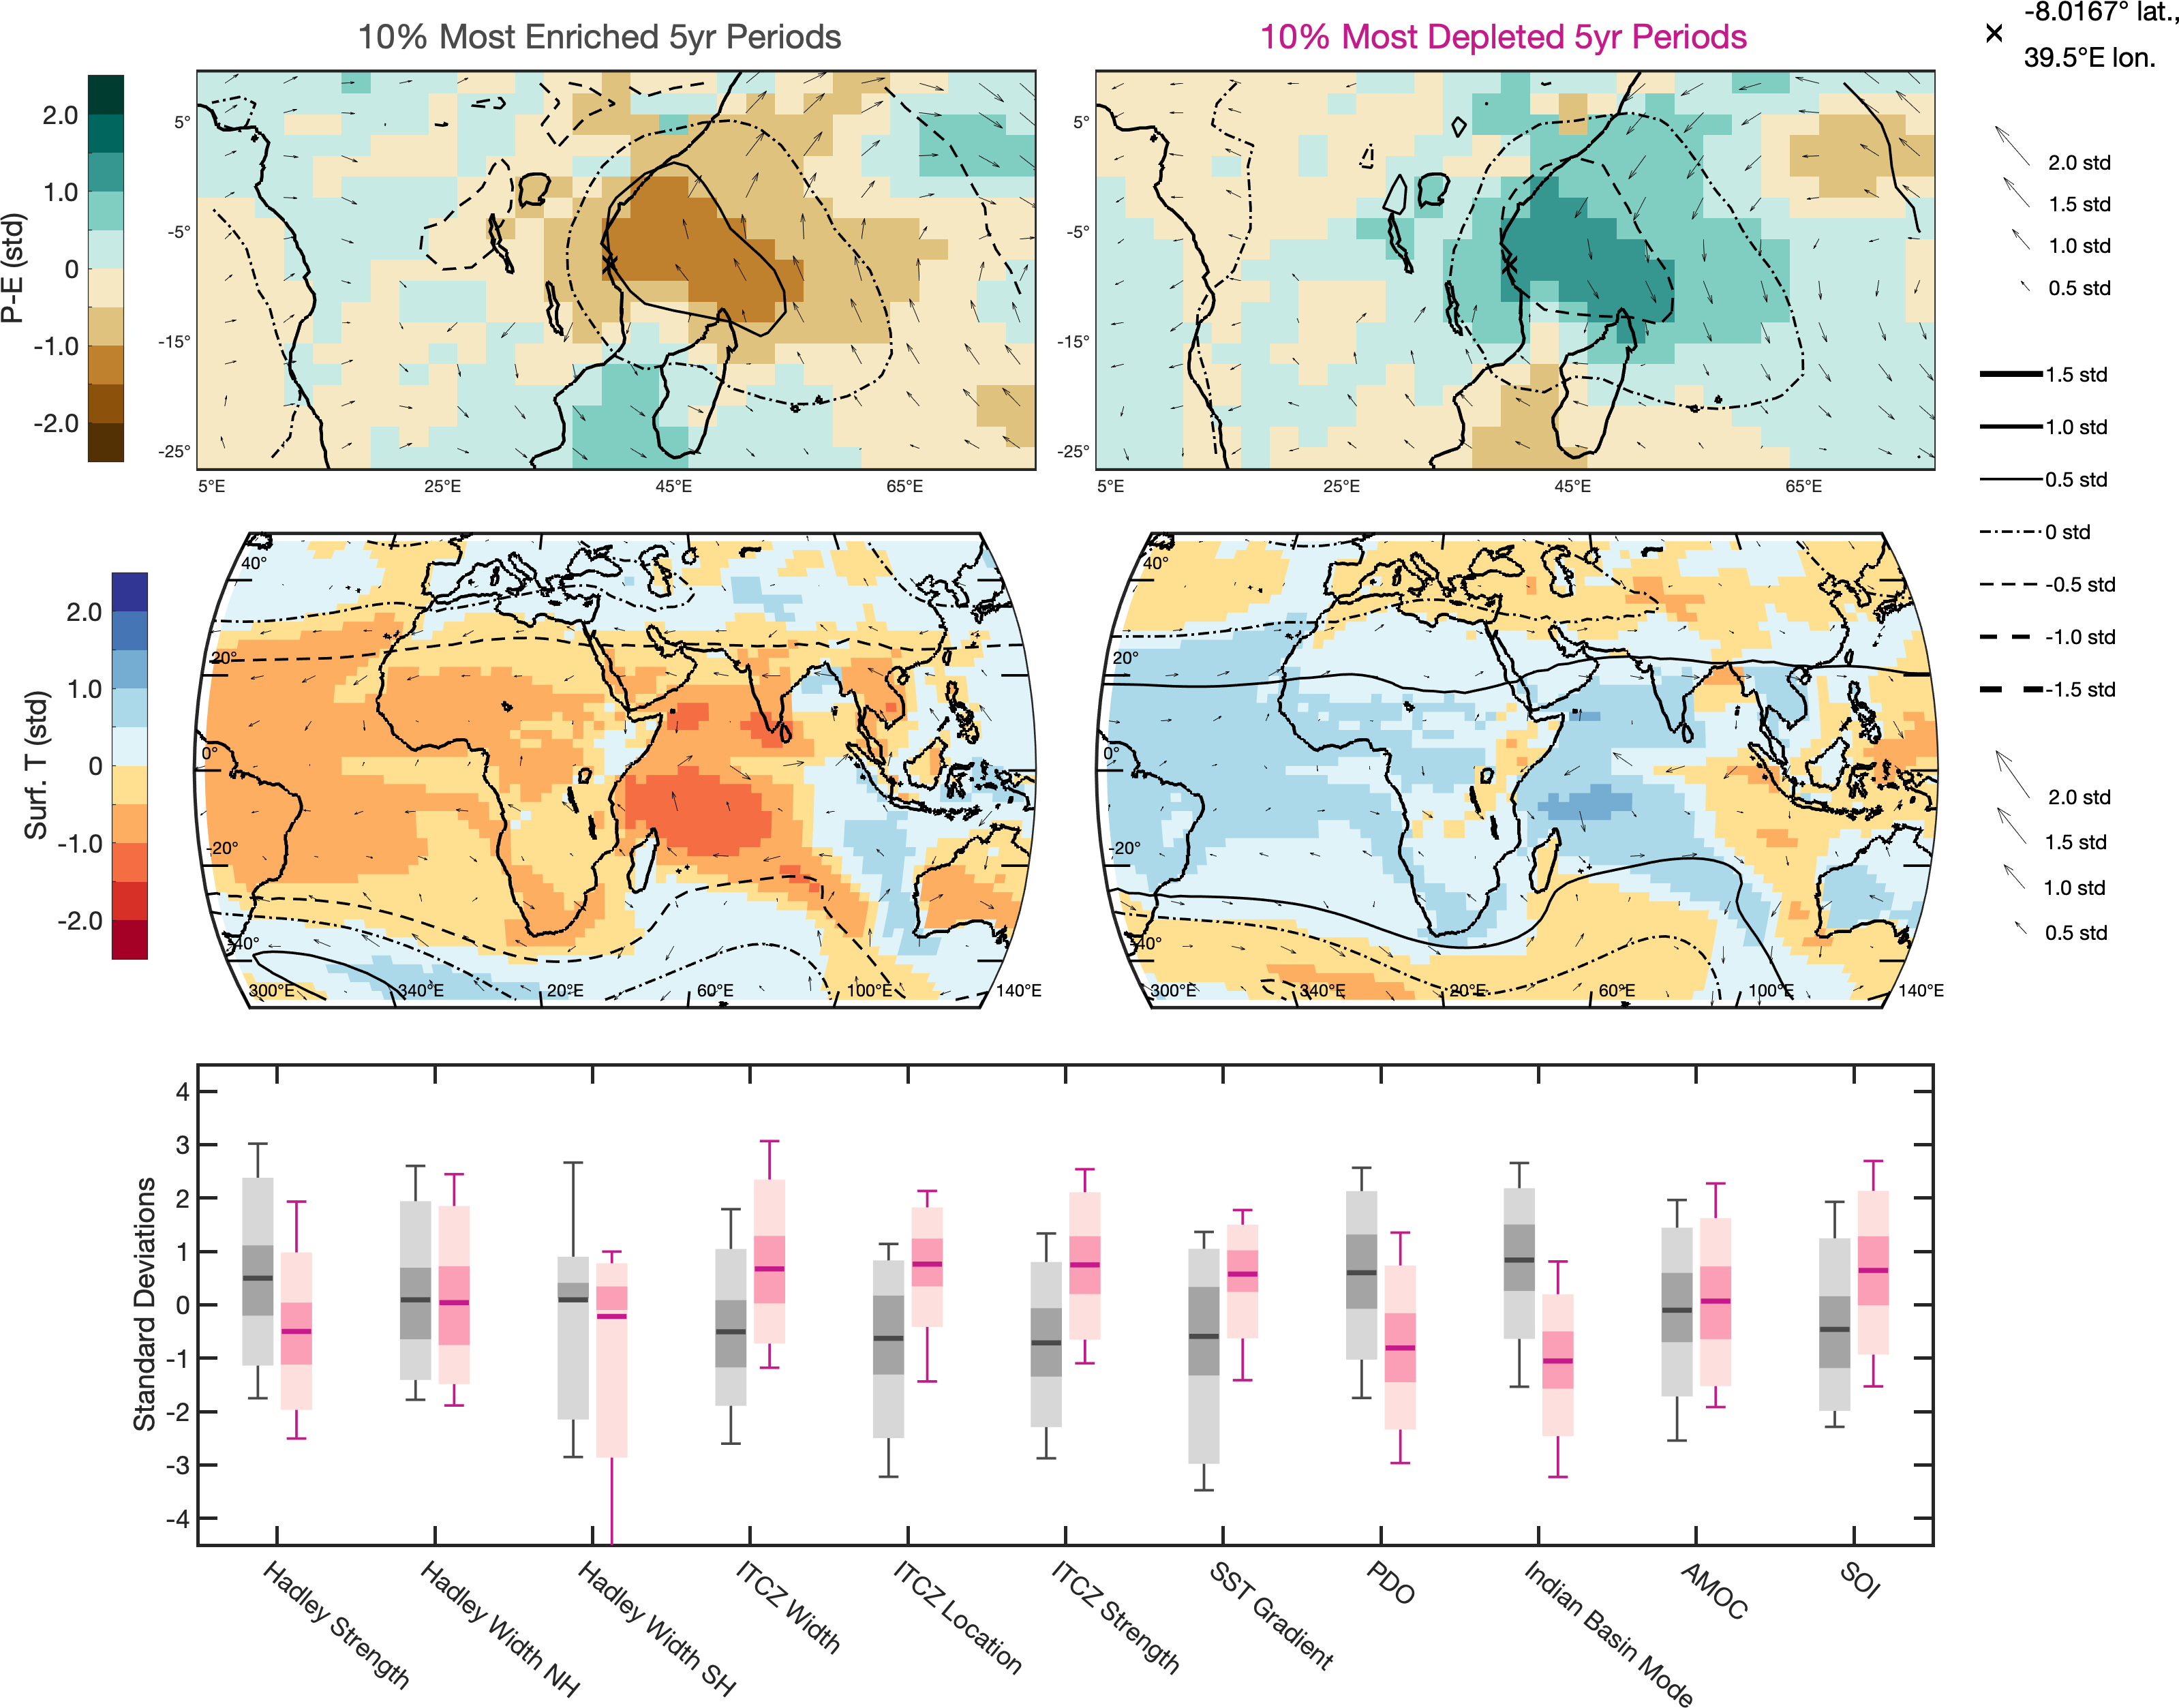 10% Most Enriched 5yr Periods
10% Most Depleted 5yr Periods
-8.0167° lat.,
39.5°E lon.
P-E (std)
2.0
1.0
0
-1.0
-2.0
5°
-5°
-15°
-25°
5°E
25°E
45°E
65°E
5°
-5°
-15°
-25°
5°E
25°E
45°E
65°E
2.0 std
1.5 std
1.0 std
0.5 std
1.5 std
1.0 std
0.5 std
0 std
-0.5 std
-1.0 std
-1.5 std
Surf. T (std)
2.0
1.0
0
-1.0
-2.0
40°
20°
0°
-20°
-40°
300°E
340°E
20°E
60°E
100°E
140°E
40°
20°
0°
-20°
-40°
300°E
340°E
20°E
60°E
100°E
140°E
2.0 std
1.5 std
1.0 std
0.5 std
Standard Deviations
4
3
2
1
0
-1
-2
-3
-4
Hadley Strength
Hadley Width NH
Hadley Width SH
ITCZ Width
ITCZ Location
ITCZ Strength
SST Gradient
PDO
Indian Basin Mode
AMOC
SOI